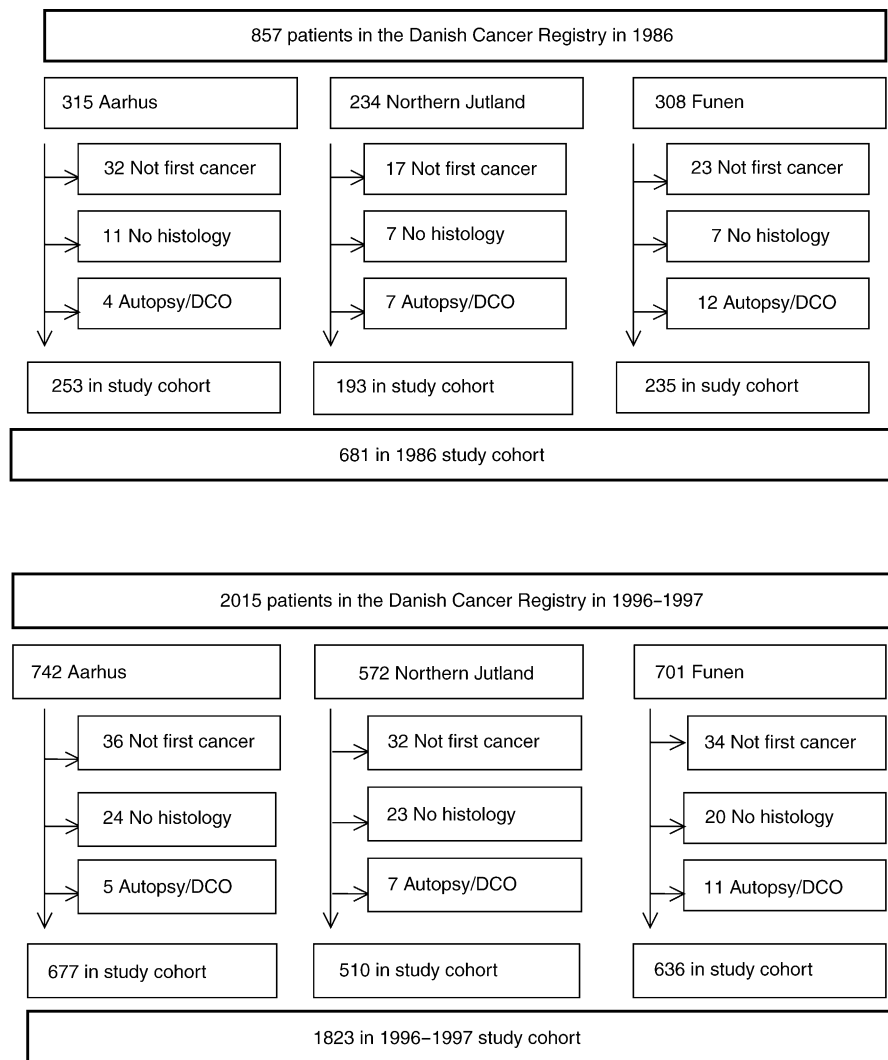 857 patients in the Danish Cancer Registry in 1986
315 Aarhus
234 Northern Jutland
308 Funen
32 Not first cancer
17 Not first cancer
23 Not first cancer
11 No histology
7 No histology
7 No histology
4 Autopsy/DCO
7 Autopsy/DCO
12 Autopsy/DCO
253 in study cohort
193 in study cohort
235 in sudy cohort
681 in 1986 study cohort
2015 patients in the Danish Cancer Registry in 1996–1997
742 Aarhus
572 Northern Jutland
701 Funen
36 Not first cancer
32 Not first cancer
34 Not first cancer
24 No histology
23 No histology
20 No histology
5 Autopsy/DCO
7 Autopsy/DCO
11 Autopsy/DCO
677 in study cohort
510 in study cohort
636 in study cohort
1823 in 1996–1997 study cohort